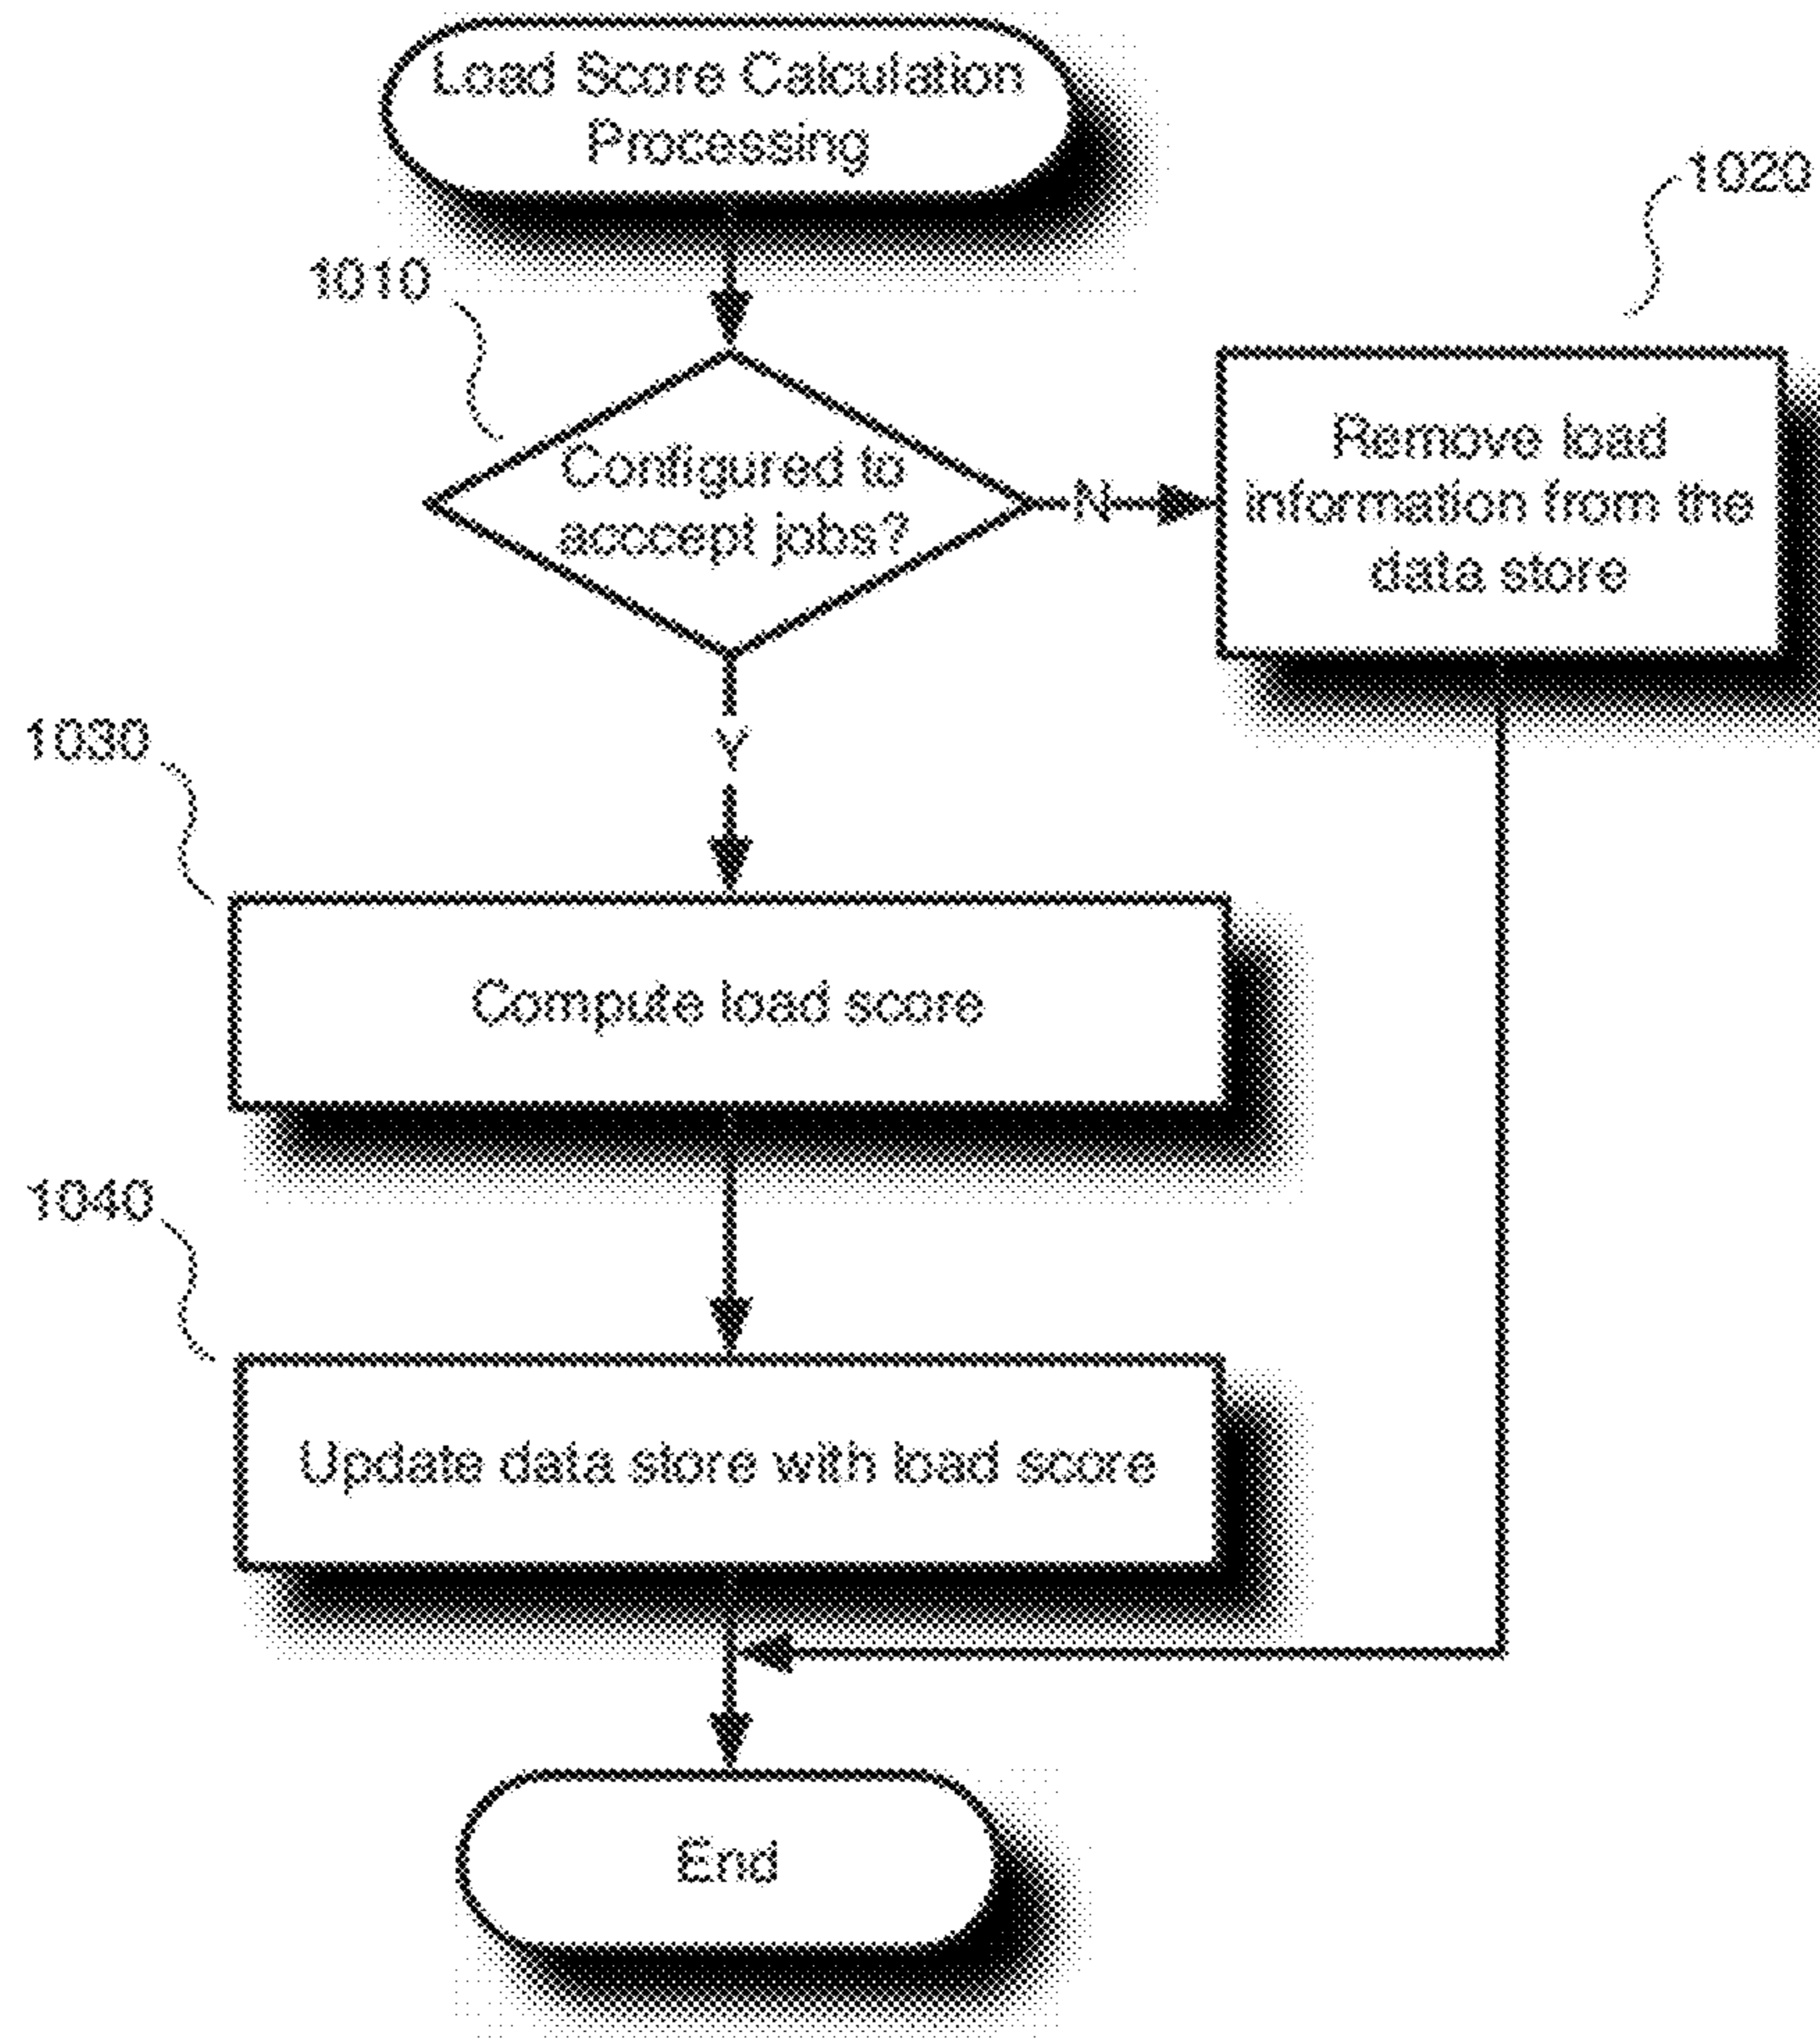 Load Score Calculation
Processing
1010
1020
Configured to
acccept jobs?
N
Remove load
information from the
data store
Y
1030
Compute load score
1040
Update data store with load score
End